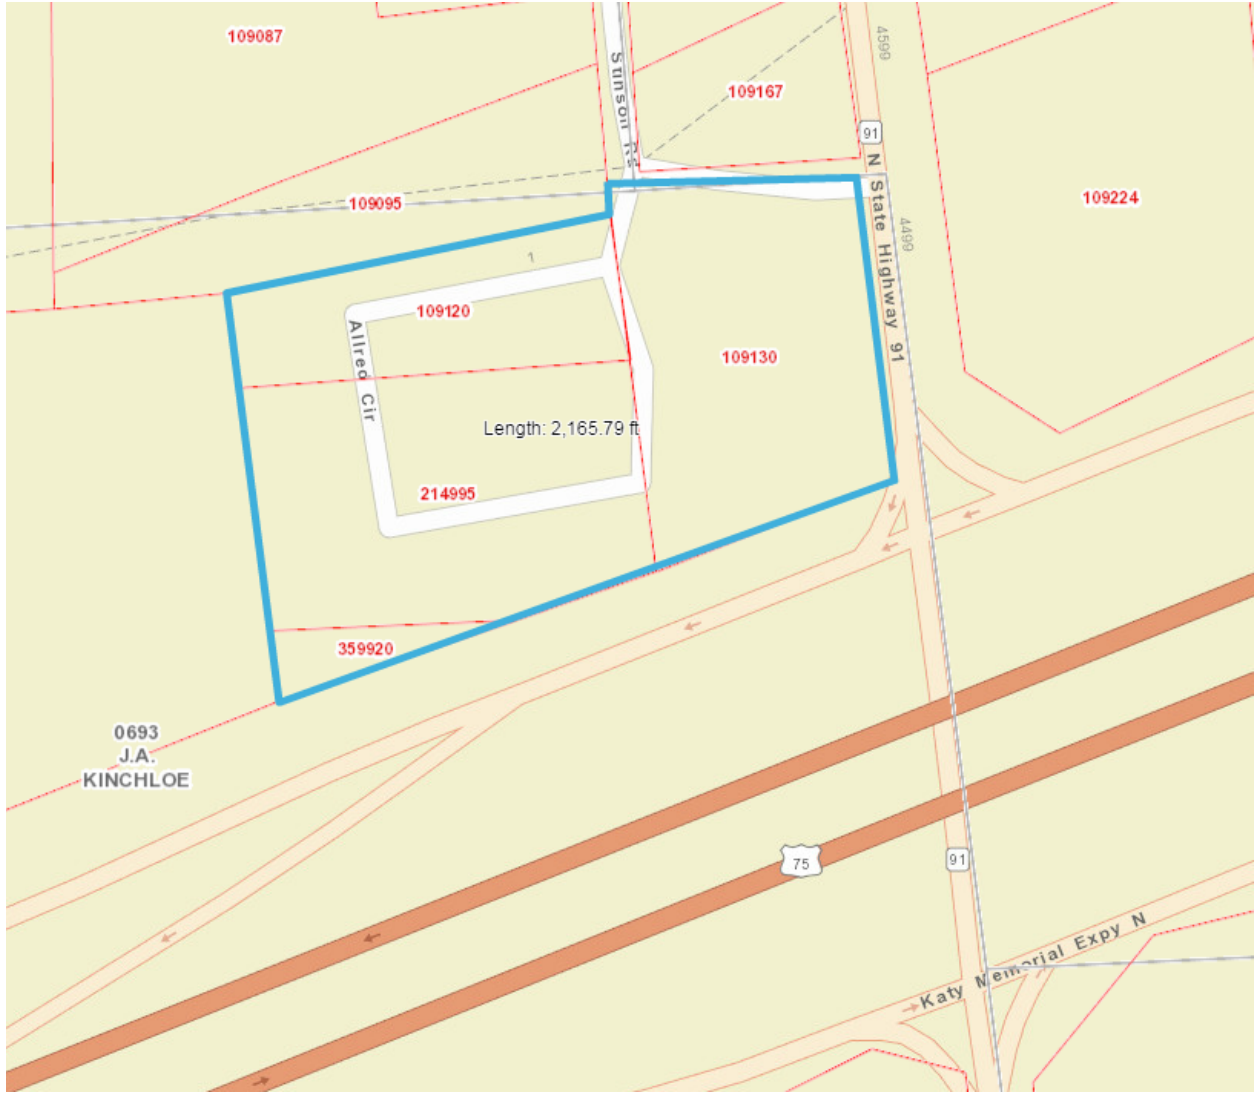 109087
Stinson Rd
4599
109167
91
N State Highway 91
109095
109224
4499
1
109120
Allred Cir
109130
Length: 2,165.79 ft
214995
359920
0693
J.A.
KINCHLOE
75
91
Katy Memorial Expy N